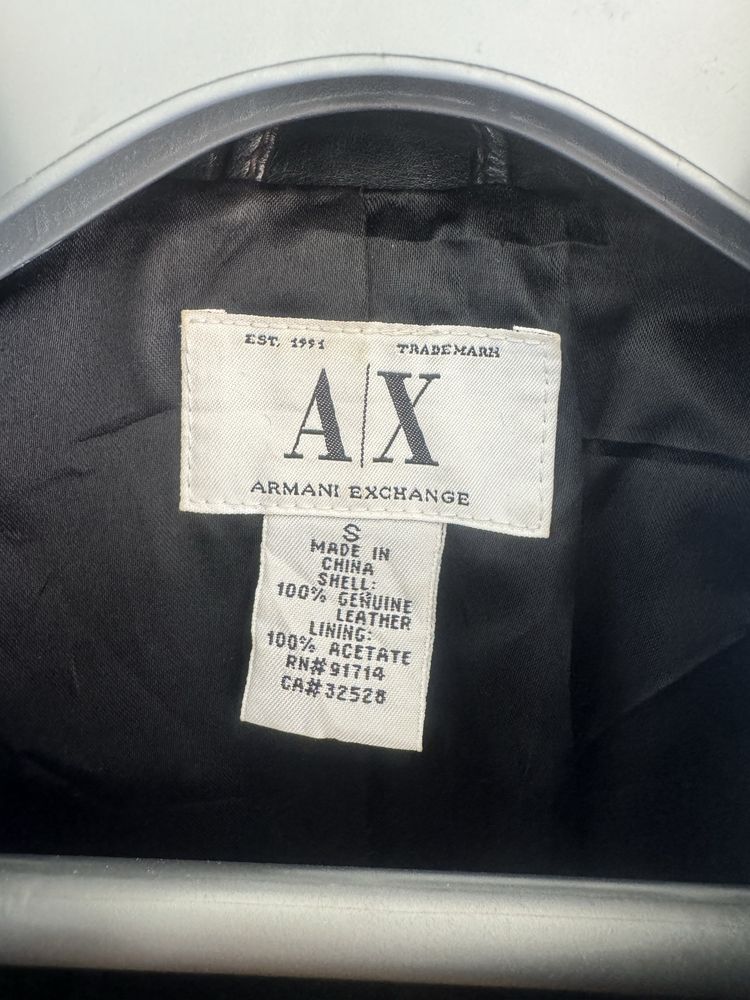 EST. 1991 TRADEMARK
A|X
ARMANI EXCHANGE
S
MADE IN
CHINA
SHELL:
100% GENUINE
LEATHER
LINING:
100% ACETATE
RN#91714
CA#32528